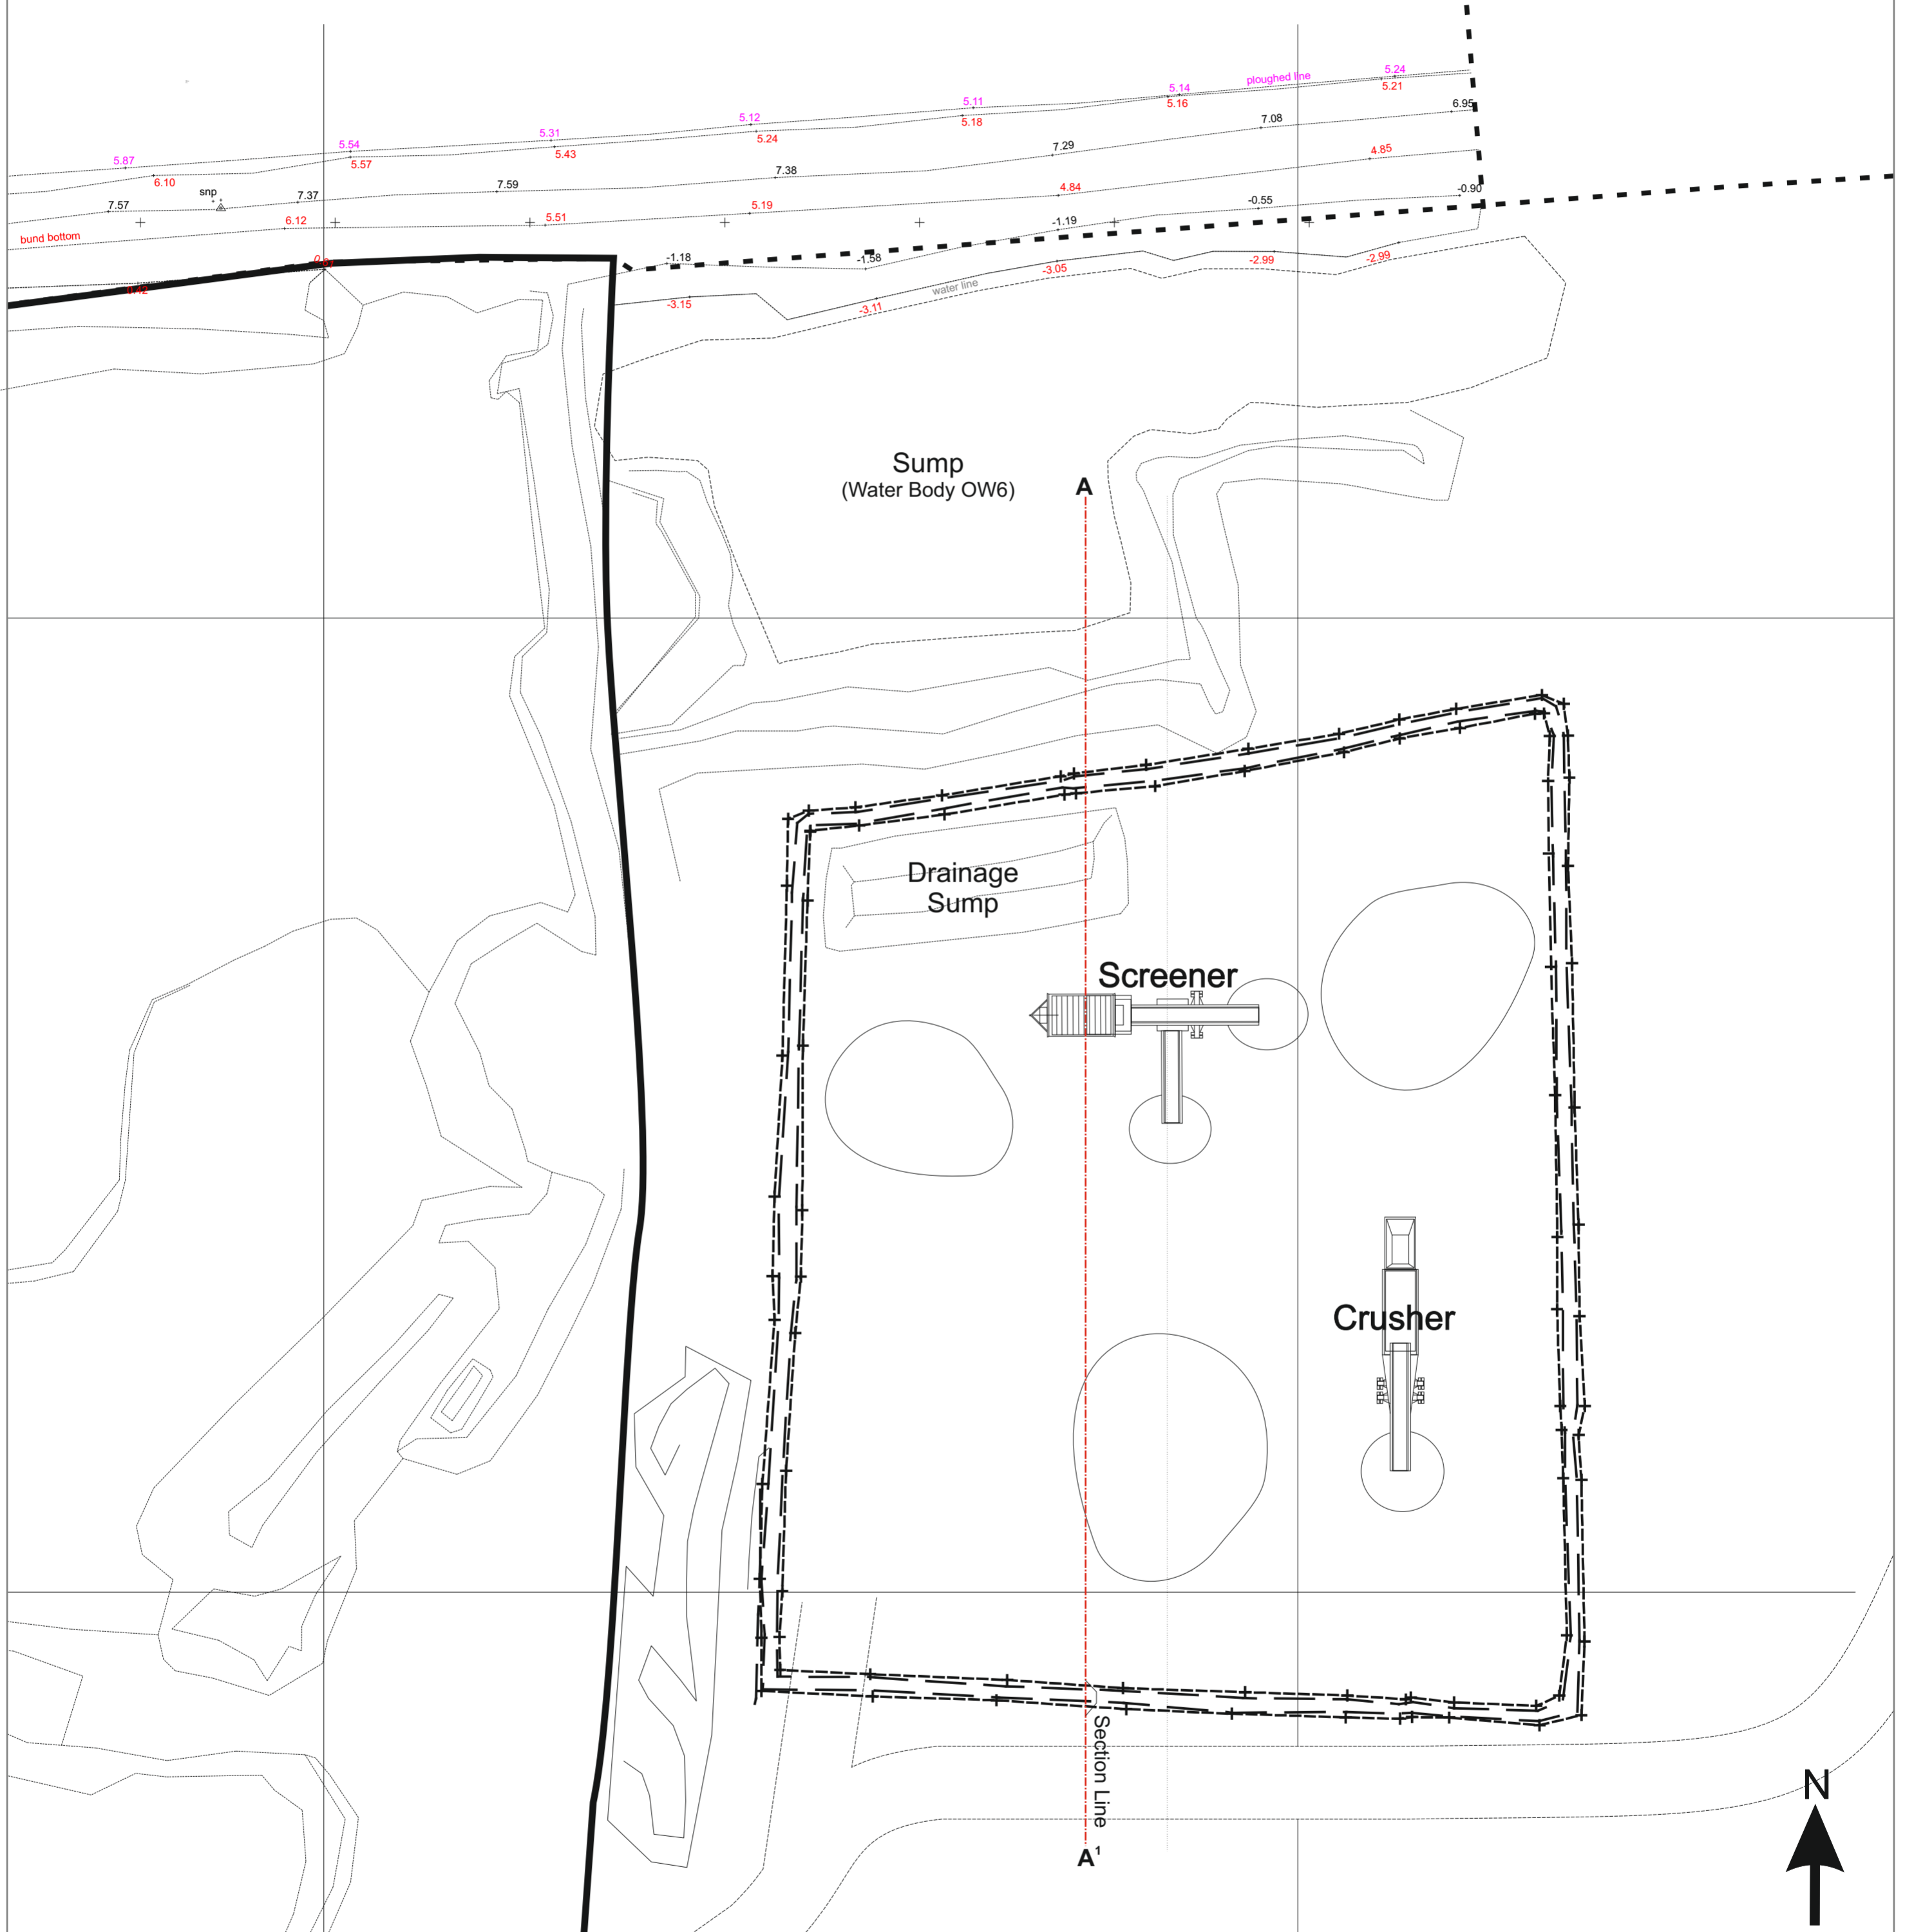 5.24
ploughed line
5.14
5.21
5.11
5.16
6.95
5.12
5.18
7.08
5.31
5.24
7.29
5.54
5.43
4.85
5.87
5.57
7.38
6.10
7.59
4.84
-0.90
snp
7.37
5.19
-0.55
7.57
6.12
5.51
-1.19
bund bottom
-1.18
-1.58
-3.05
-2.99
-2.99
water line
-3.15
-3.11
Sump
(Water Body OW6)
A
Drainage
Sump
Screener
Crusher
Section Line
N
A¹